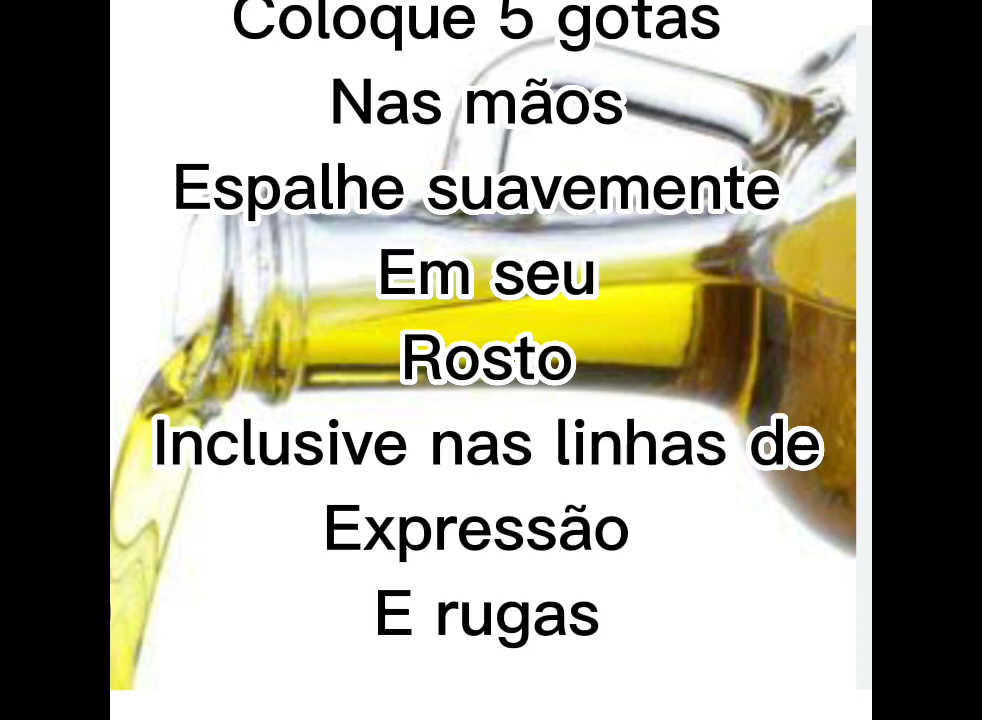 Coloque 5 gotas
Nas mãos
Espalhe suavemente
Em seu
Rosto
Inclusive nas linhas de
Expressão
E rugas